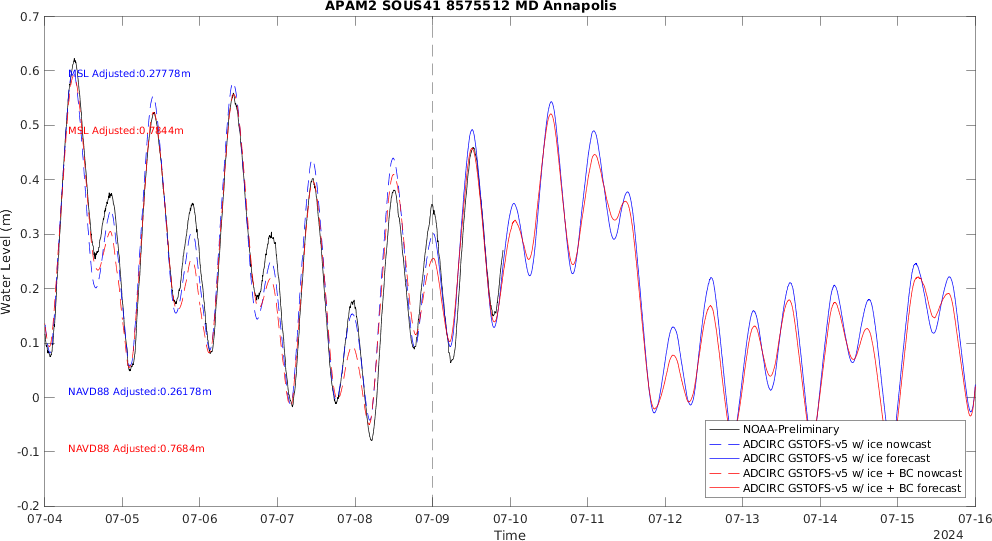 APAM2 SOUS41 8575512 MD Annapolis
0.7
0.6
0.5
0.4
0.3
0.2
0.1
0
-0.1
-0.2
Water Level (m)
MSL Adjusted:0.27778m
MSL Adjusted:0.7844m
NAVD88 Adjusted:0.26178m
NAVD88 Adjusted:0.7684m
NOAA-Preliminary
ADCIRC GSTOFS-v5 w/ ice nowcast
ADCIRC GSTOFS-v5 w/ ice forecast
ADCIRC GSTOFS-v5 w/ ice + BC nowcast
ADCIRC GSTOFS-v5 w/ ice + BC forecast
07-04 07-05 07-06 07-07 07-08 07-09 07-10 07-11 07-12 07-13 07-14 07-15 07-16
Time
2024